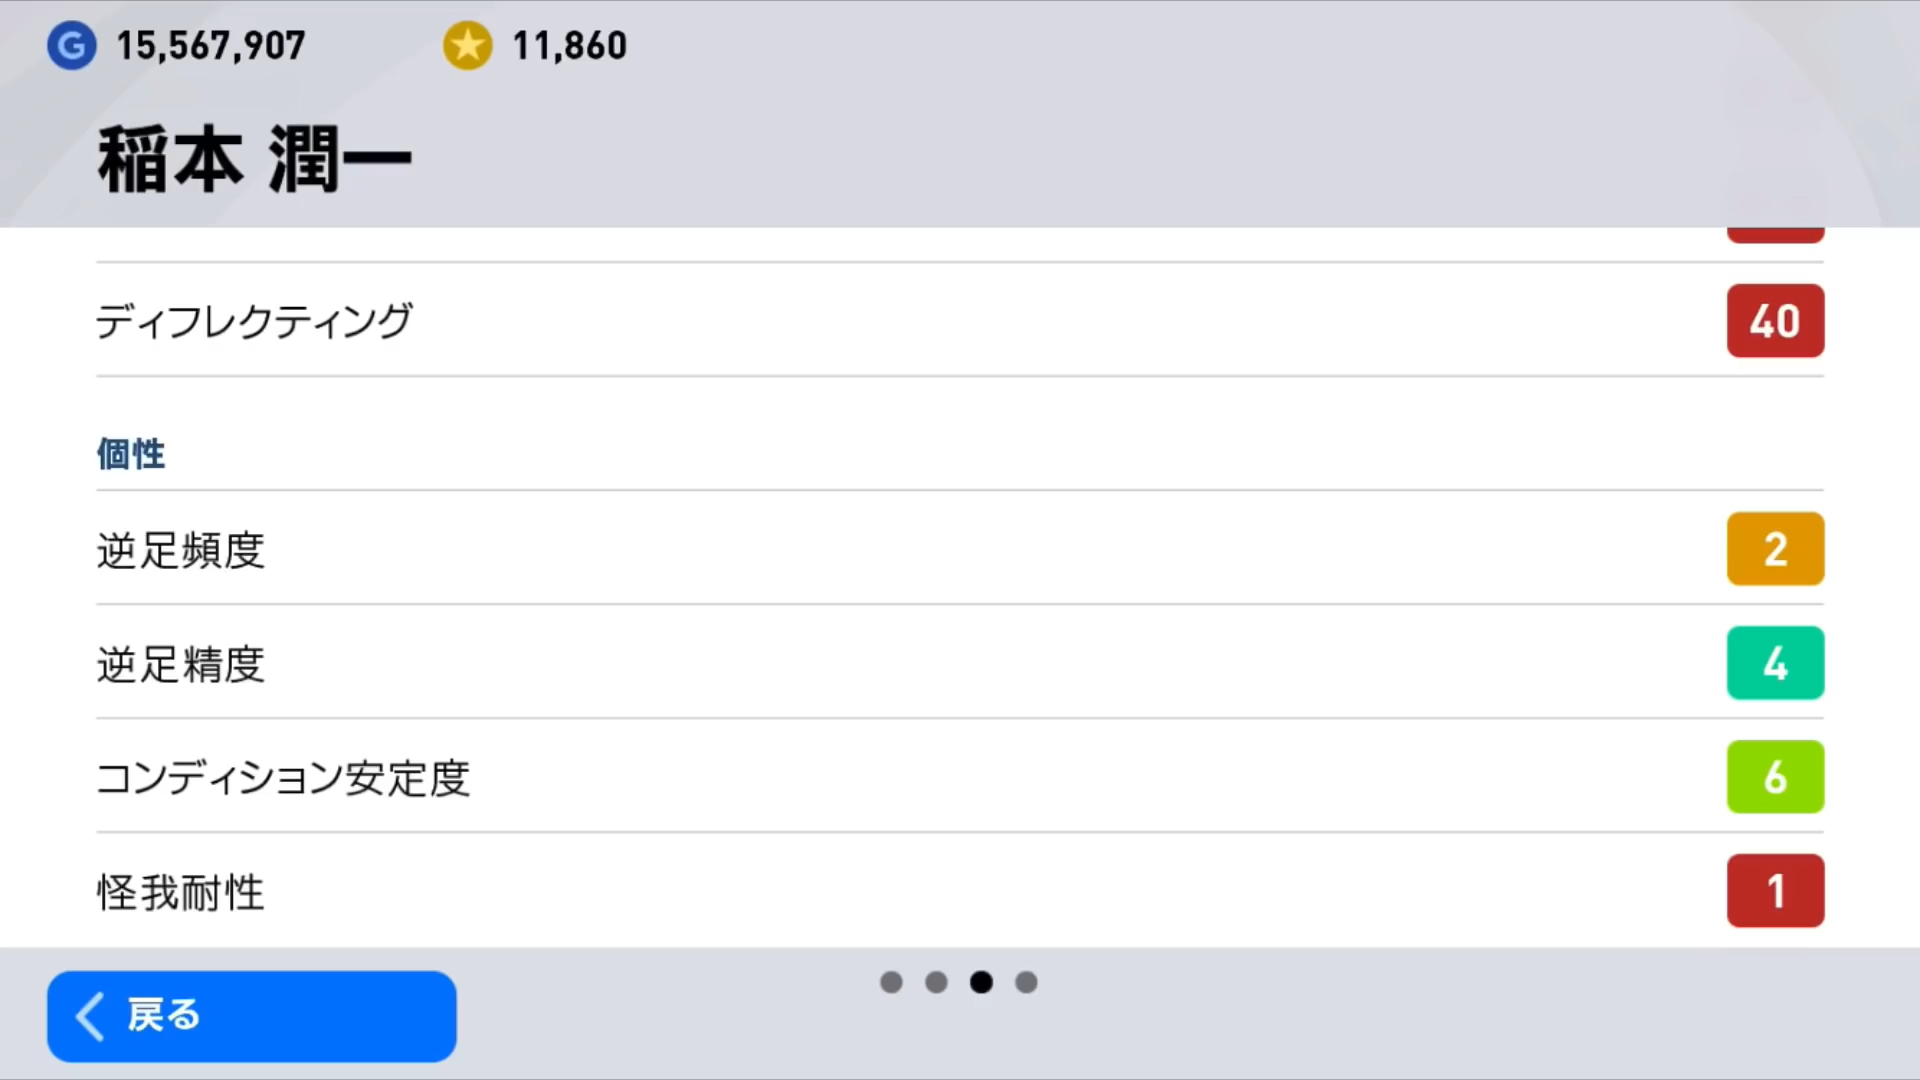 G 15,567,907 11,860
稲本 潤一
ディフレクティング 40
個性
逆足頻度 2
逆足精度 4
コンディション安定度 6
怪我耐性 1
戻る